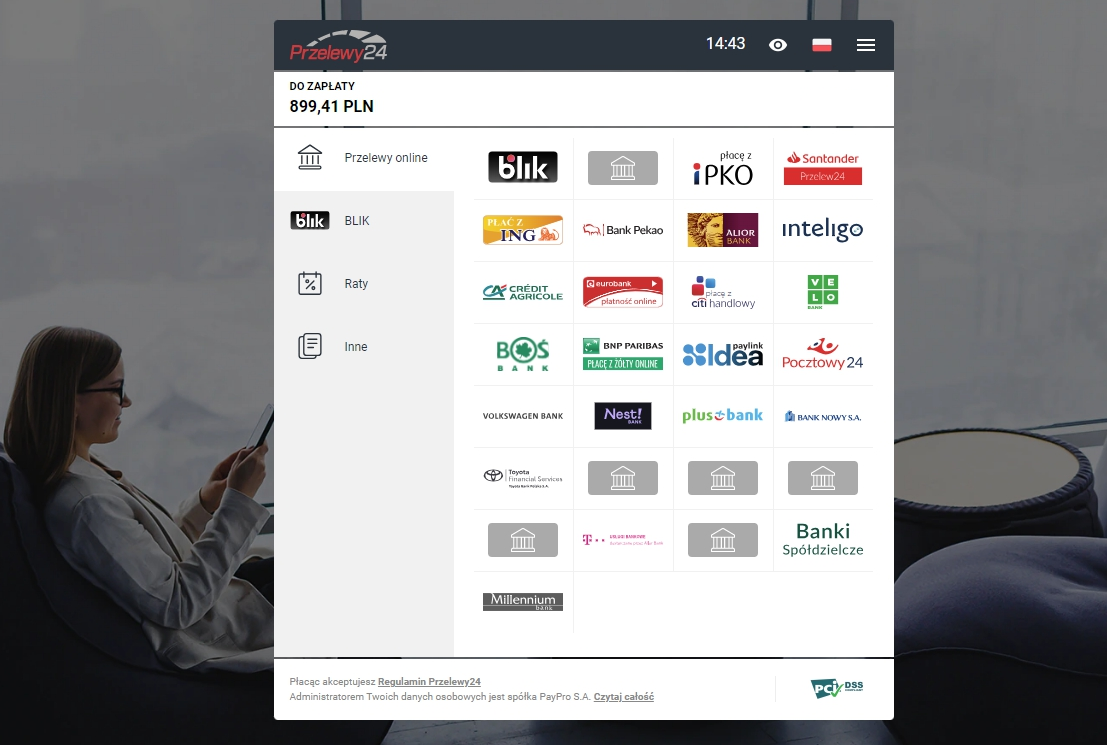 Przelewy24
14:43
DO ZAPŁATY
899,41 PLN
Przelewy online
blik
BLIK
Raty
Inne
blik
płacę z
iPKO
Santander
Przelew24
PŁAĆ Z
ING
Bank Pekao
ALIOR
BANK
inteligo
CRÉDIT
AGRICOLE
eurobank
płatność online
płacę z
citi handlowy
VE
LO
BANK
BOŚ
BANK
BNP PARIBAS
PŁACĘ Z ŻÓŁTY ONLINE
paylink
Idea
Pocztowy24
VOLKSWAGEN BANK
Nest!
BANK
plus bank
BANK NOWY S.A.
Toyota
Financial Services
Toyota Bank Polska S.A.
T
USŁUGI BANKOWE
Banki
Spółdzielcze
Millennium
bank
Płacąc akceptujesz Regulamin Przelewy24
Administratorem Twoich danych osobowych jest spółka PayPro S.A. Czytaj całość
PCI DSS